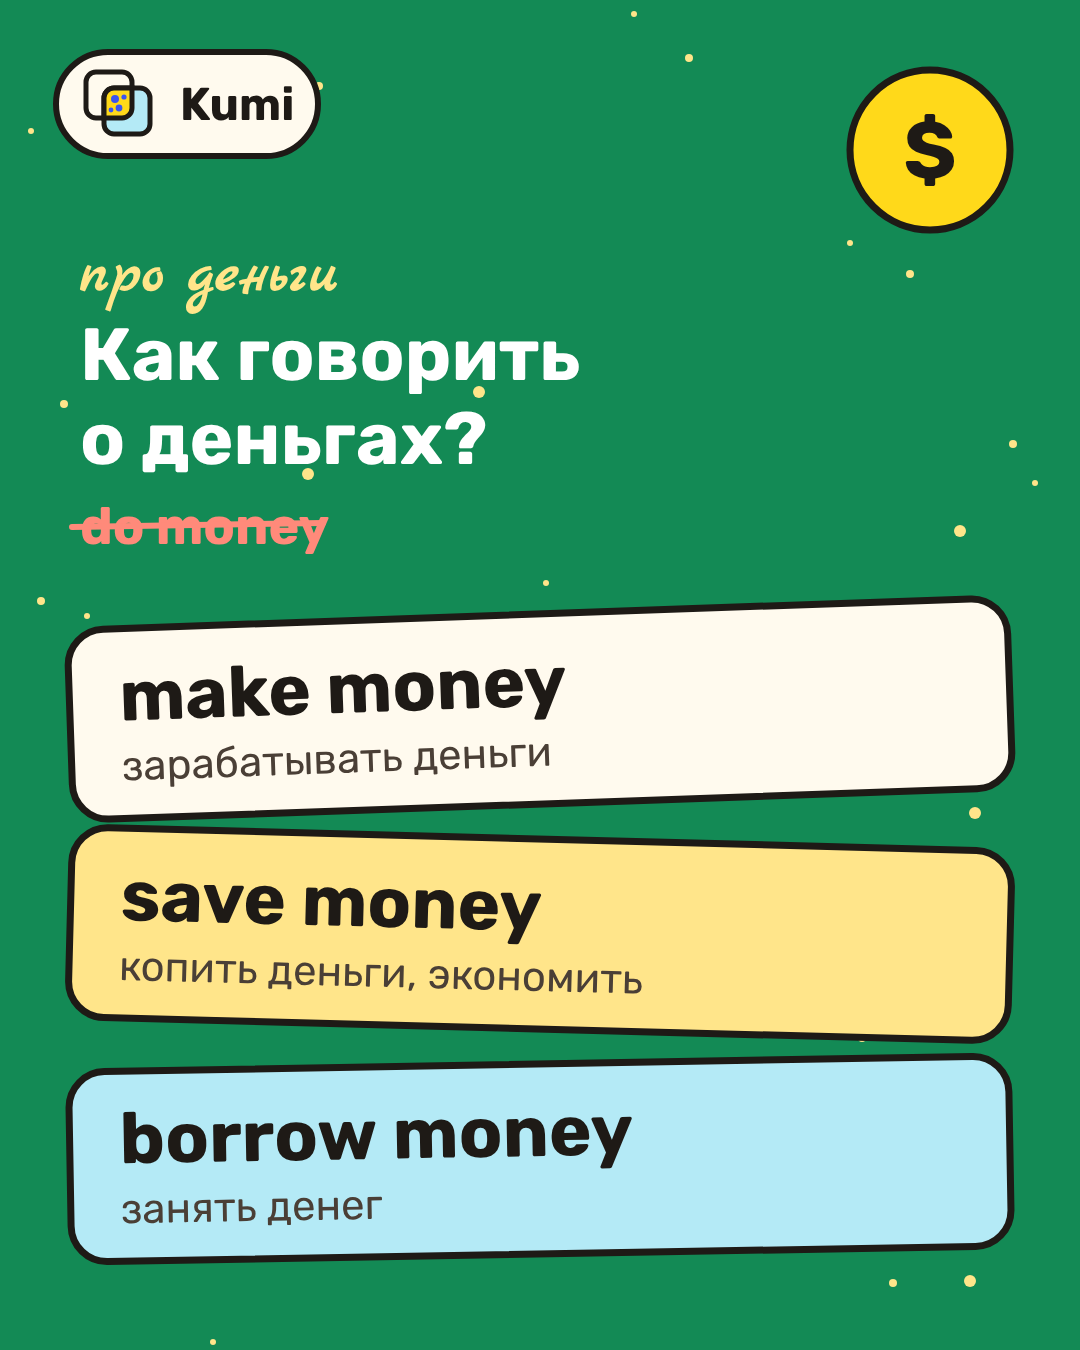 Kumi
$
про деньги
Как говорить
о деньгах?
do money
make money
зарабатывать деньги
save money
копить деньги, экономить
borrow money
занять денег